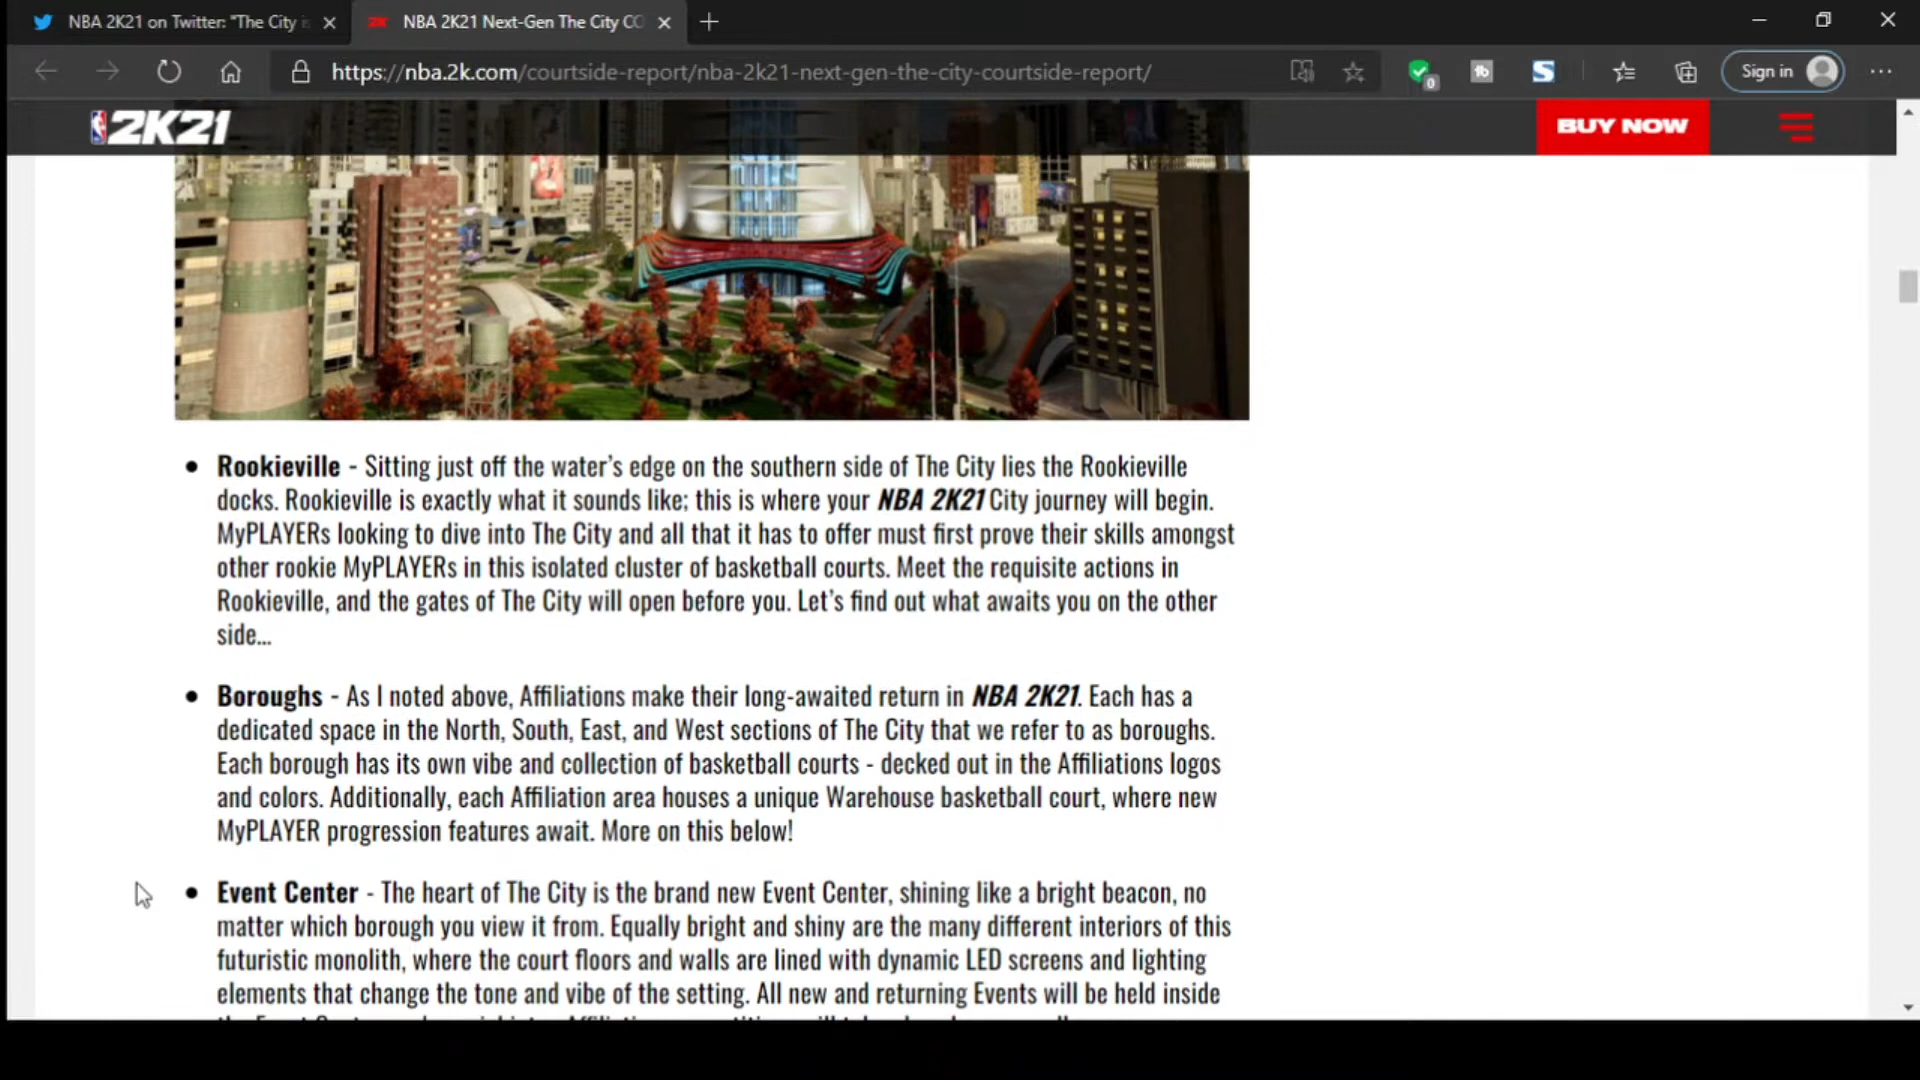 NBA 2K21 on Twitter: "The City i
NBA 2K21 Next-Gen The City CO
https://nba.2k.com/courtside-report/nba-2k21-next-gen-the-city-courtside-report/
0
tb
S
Sign in
2K21
BUY NOW
Rookieville - Sitting just off the water's edge on the southern side of The City lies the Rookieville
docks. Rookieville is exactly what it sounds like; this is where your NBA 2K21 City journey will begin.
MyPLAYERs looking to dive into The City and all that it has to offer must first prove their skills amongst
other rookie MyPLAYERs in this isolated cluster of basketball courts. Meet the requisite actions in
Rookieville, and the gates of The City will open before you. Let's find out what awaits you on the other
side...
Boroughs - As I noted above, Affiliations make their long-awaited return in NBA 2K21. Each has a
dedicated space in the North, South, East, and West sections of The City that we refer to as boroughs.
Each borough has its own vibe and collection of basketball courts - decked out in the Affiliations logos
and colors. Additionally, each Affiliation area houses a unique Warehouse basketball court, where new
MyPLAYER progression features await. More on this below!
Event Center - The heart of The City is the brand new Event Center, shining like a bright beacon, no
matter which borough you view it from. Equally bright and shiny are the many different interiors of this
futuristic monolith, where the court floors and walls are lined with dynamic LED screens and lighting
elements that change the tone and vibe of the setting. All new and returning Events will be held inside